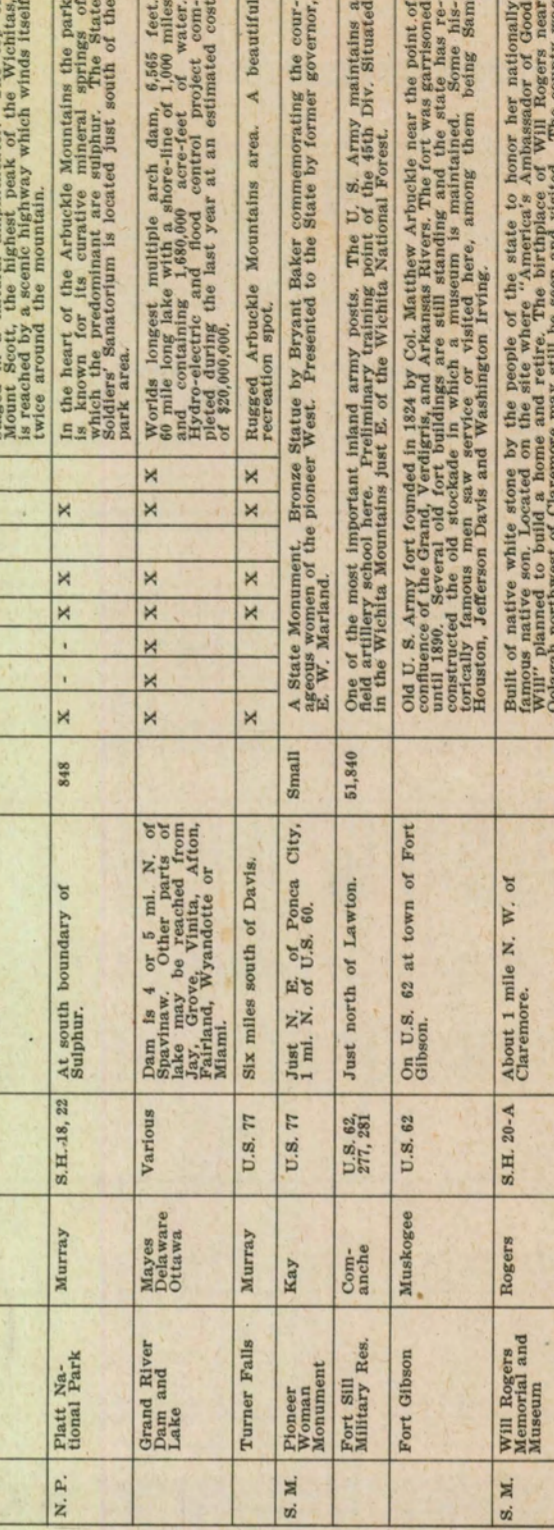 Mount Scott, the highest peak of the Wichitas,
is reached by a scenic highway which winds itself
twice around the mountain.
N. P.
Platt Na-
tional Park
Murray
S.H.-18, 22
At south boundary of
Sulphur.
848
X - - X X X
In the heart of the Arbuckle Mountains the park
is known for its curative mineral springs of
which the predominant are sulphur. The State
Soldiers' Sanatorium is located just south of the
park area.
Grand River
Dam and
Lake
Mayes
Delaware
Ottawa
Various
Dam is 4 or 5 mi. N. of
Spavinaw. Other parts of
lake may be reached from
Jay, Grove, Vinita, Afton,
Fairland, Wyandotte or
Miami.
X X X X X X X
Worlds longest multiple arch dam, 6,565 feet.
60 mile long lake with a shore-line of 1,000 miles
and containing 1,680,000 acre-feet of water.
Hydro-electric and flood control project com-
pleted during the last year at an estimated cost
of $20,000,000.
Turner Falls
Murray
U.S. 77
Six miles south of Davis.
X X X X X
Rugged Arbuckle Mountains area. A beautiful
recreation spot.
S. M.
Pioneer
Woman
Monument
Kay
U.S. 77
Just N. E. of Ponca City,
1 mi. N. of U.S. 60.
Small
A State Monument. Bronze Statue by Bryant Baker commemorating the cour-
ageous women of the pioneer West. Presented to the State by former governor,
E. W. Marland.
Fort Sill
Military Res.
Com-
anche
U.S. 62,
277, 281
Just north of Lawton.
51,840
One of the most important inland army posts. The U. S. Army maintains a
field artillery school here. Preliminary training point of the 45th Div. Situated
in the Wichita Mountains just E. of the Wichita National Forest.
Fort Gibson
Muskogee
U.S. 62
On U.S. 62 at town of Fort
Gibson.
Old U. S. Army fort founded in 1824 by Col. Matthew Arbuckle near the point of
confluence of the Grand, Verdigris, and Arkansas Rivers. The fort was garrisoned
until 1890. Several old fort buildings are still standing and the state has re-
constructed the old stockade in which a museum is maintained. Some his-
torically famous men saw service or visited here, among them being Sam
Houston, Jefferson Davis and Washington Irving.
S. M.
Will Rogers
Memorial and
Museum
Rogers
S.H. 20-A
About 1 mile N. W. of
Claremore.
Built of native white stone by the people of the state to honor her nationally
famous native son. Located on the site where "America's Ambassador of Good
Will" planned to build a home and retire. The birthplace of Will Rogers near